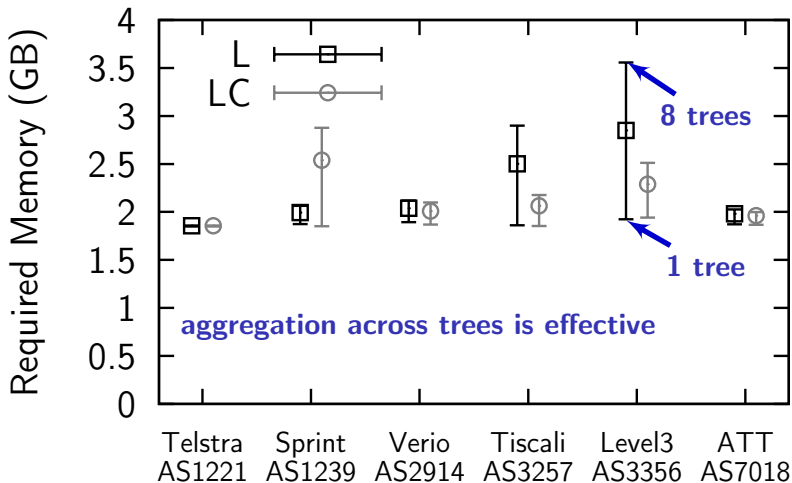 Required Memory (GB)
4
3.5
3
2.5
2
1.5
1
0.5
0
L
LC
8 trees
1 tree
aggregation across trees is effective
Telstra Sprint Verio Tiscali Level3 ATT
AS1221 AS1239 AS2914 AS3257 AS3356 AS7018